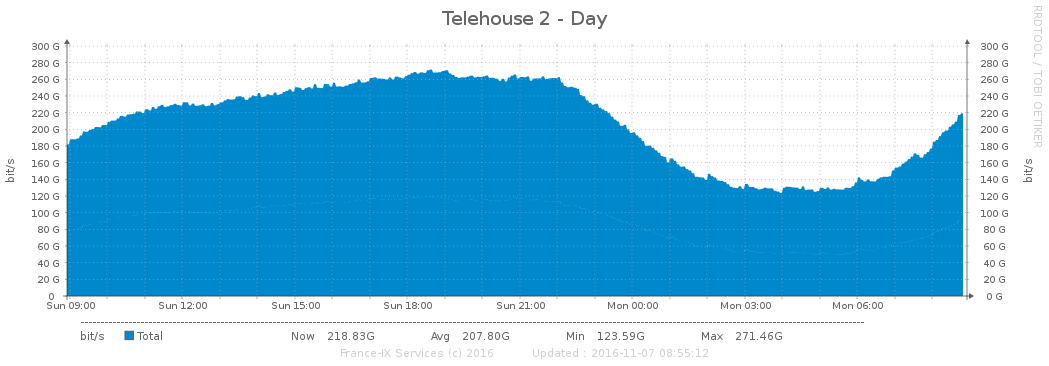 Telehouse 2 - Day
RRDTOOL / TOBI OETIKER
bit/s
bit/s
300 G 300 G
280 G 280 G
260 G 260 G
240 G 240 G
220 G 220 G
200 G 200 G
180 G 180 G
160 G 160 G
140 G 140 G
120 G 120 G
100 G 100 G
80 G 80 G
60 G 60 G
40 G 40 G
20 G 20 G
0 0 G
Sun 09:00 Sun 12:00 Sun 15:00 Sun 18:00 Sun 21:00 Mon 00:00 Mon 03:00 Mon 06:00
bit/s Total Now 218.83G Avg 207.80G Min 123.59G Max 271.46G
France-IX Services (c) 2016 Updated : 2016-11-07 08:55:12